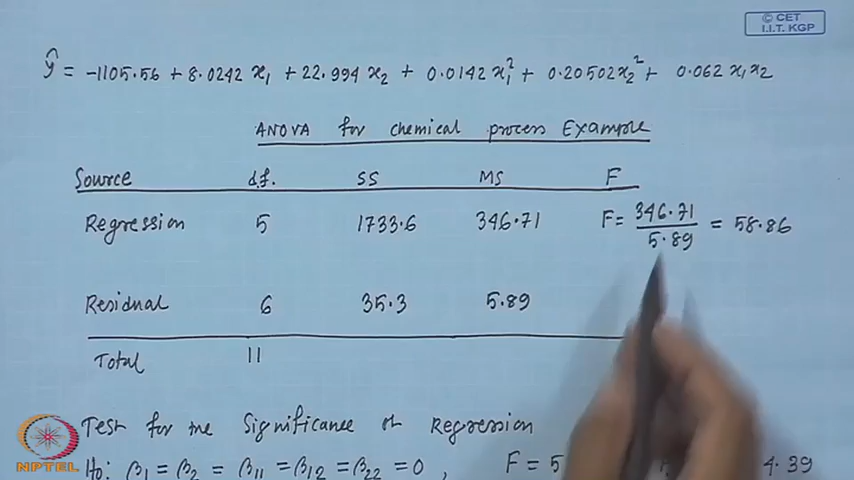 © CET
I.I.T. KGP
ŷ = -1105.56 + 8.0242 x₁ + 22.994 x₂ + 0.0142 x₁² + 0.20502 x₂² + 0.062 x₁x₂
ANOVA for chemical process Example
Source d.f. SS MS F
Regression 5 1733.6 346.71 F = 346.71 / 5.89 = 58.86
Residual 6 35.3 5.89
Total 11
Test for the Significance of Regression
H₀: β₁ = β₂ = β₁₁ = β₁₂ = β₂₂ = 0, F = 5 4.39
NPTEL